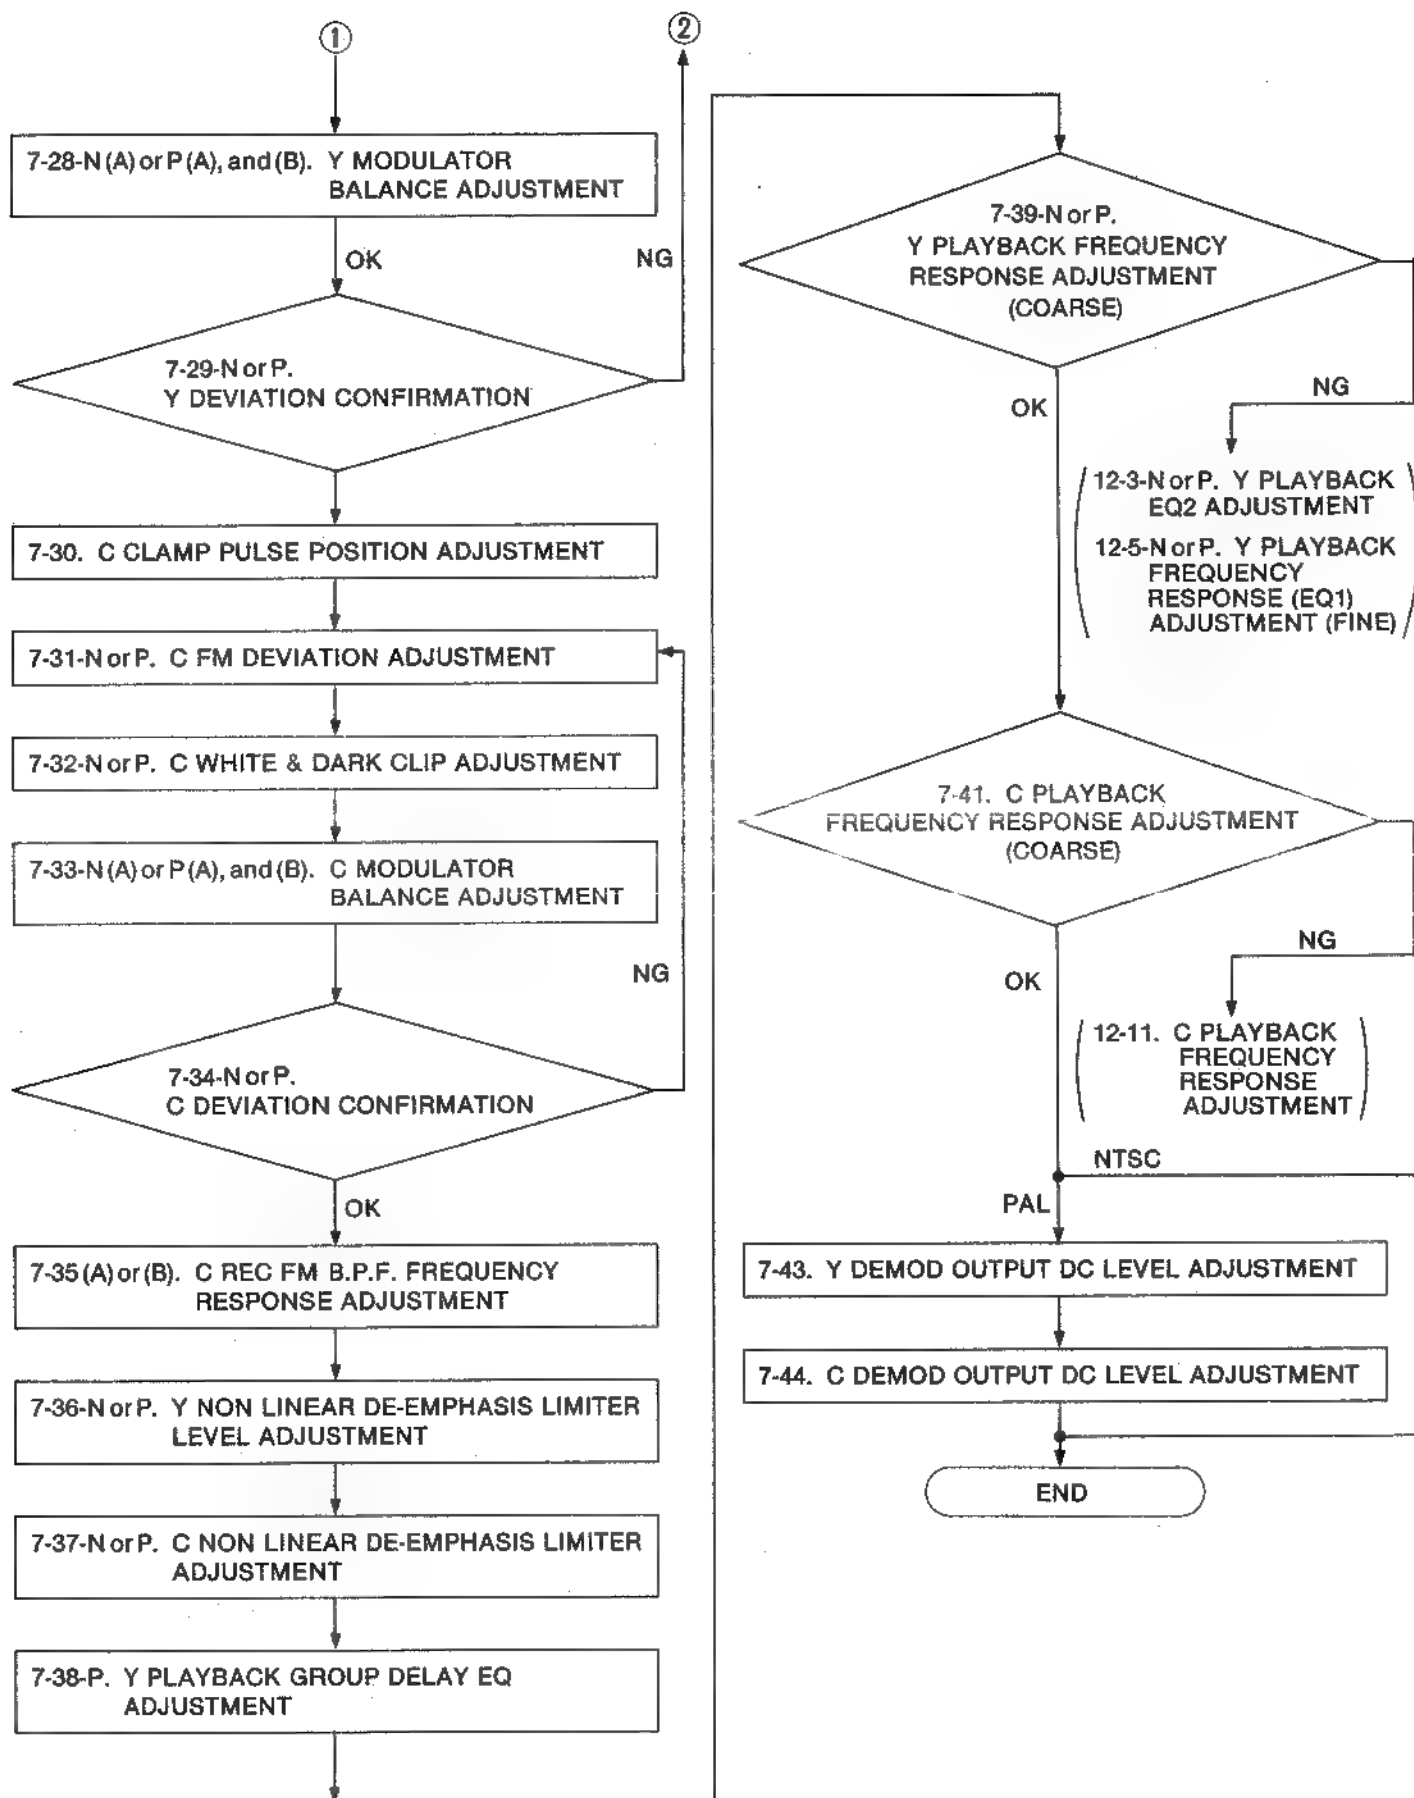 ①
②
7-28-N (A) or P (A), and (B). Y MODULATOR
BALANCE ADJUSTMENT
OK
NG
7-29-N or P.
Y DEVIATION CONFIRMATION
7-30. C CLAMP PULSE POSITION ADJUSTMENT
7-31-N or P. C FM DEVIATION ADJUSTMENT
7-32-N or P. C WHITE & DARK CLIP ADJUSTMENT
7-33-N (A) or P (A), and (B). C MODULATOR
BALANCE ADJUSTMENT
NG
7-34-N or P.
C DEVIATION CONFIRMATION
OK
7-35 (A) or (B). C REC FM B.P.F. FREQUENCY
RESPONSE ADJUSTMENT
7-36-N or P. Y NON LINEAR DE-EMPHASIS LIMITER
LEVEL ADJUSTMENT
7-37-N or P. C NON LINEAR DE-EMPHASIS LIMITER
ADJUSTMENT
7-38-P. Y PLAYBACK GROUP DELAY EQ
ADJUSTMENT
7-39-N or P.
Y PLAYBACK FREQUENCY
RESPONSE ADJUSTMENT
(COARSE)
NG
OK
12-3-N or P. Y PLAYBACK
EQ2 ADJUSTMENT
12-5-N or P. Y PLAYBACK
FREQUENCY
RESPONSE (EQ1)
ADJUSTMENT (FINE)
7-41. C PLAYBACK
FREQUENCY RESPONSE ADJUSTMENT
(COARSE)
NG
OK
12-11. C PLAYBACK
FREQUENCY
RESPONSE
ADJUSTMENT
NTSC
PAL
7-43. Y DEMOD OUTPUT DC LEVEL ADJUSTMENT
7-44. C DEMOD OUTPUT DC LEVEL ADJUSTMENT
END